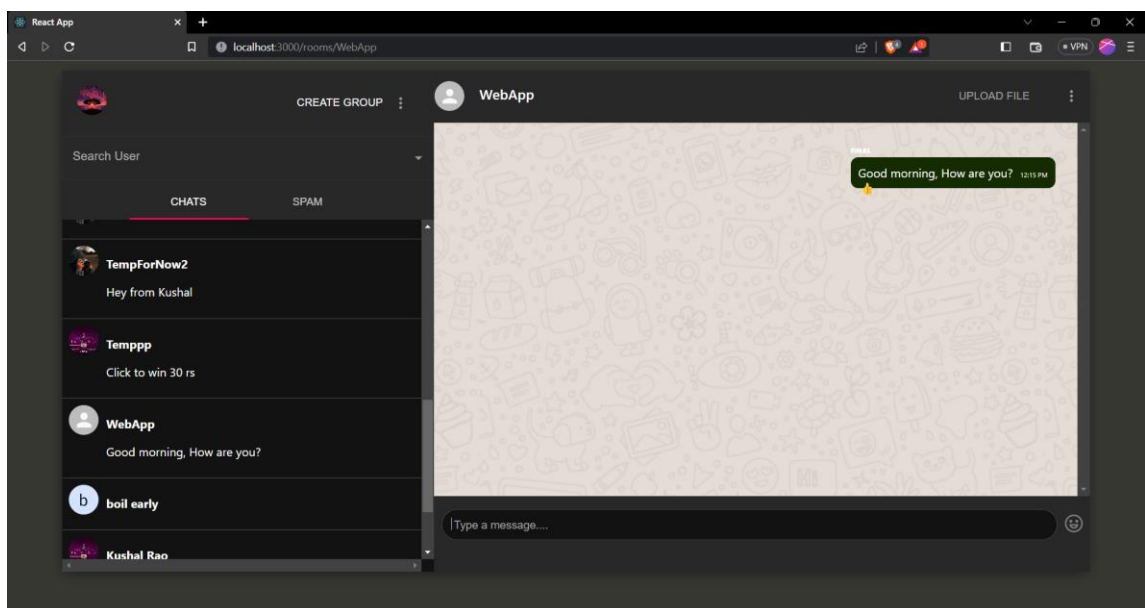 React App
localhost:3000/rooms/WebApp
VPN
CREATE GROUP
Search User
CHATS
SPAM
TempForNow2
Hey from Kushal
Temppp
Click to win 30 rs
WebApp
Good morning, How are you?
b
boil early
Kushal Rao
WebApp
UPLOAD FILE
FINAL
Good morning, How are you? 12:15 PM
Type a message....